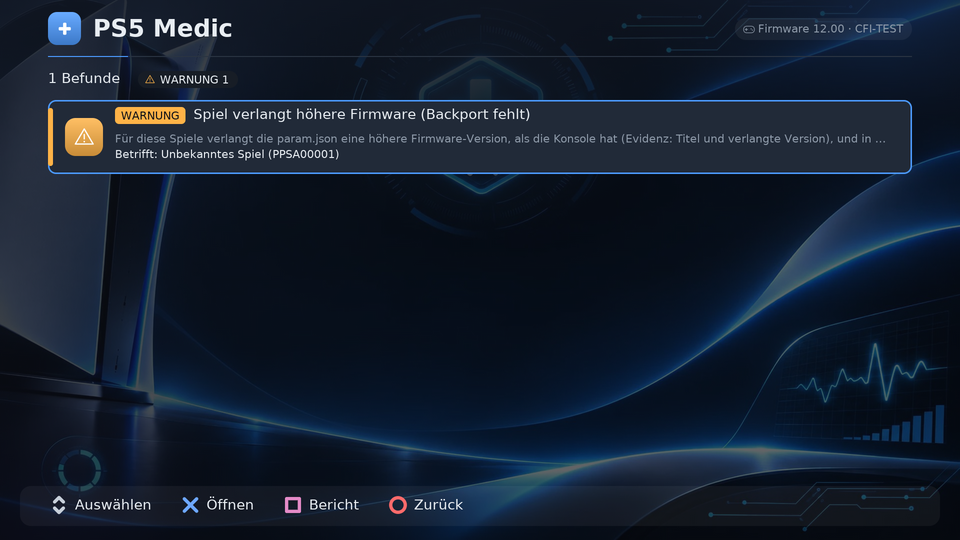 PS5 Medic
Firmware 12.00 · CFI-TEST
1 Befunde
WARNUNG 1
WARNUNG Spiel verlangt höhere Firmware (Backport fehlt)
Für diese Spiele verlangt die param.json eine höhere Firmware-Version, als die Konsole hat (Evidenz: Titel und verlangte Version), und in ...
Betrifft: Unbekanntes Spiel (PPSA00001)
Auswählen Öffnen Bericht Zurück